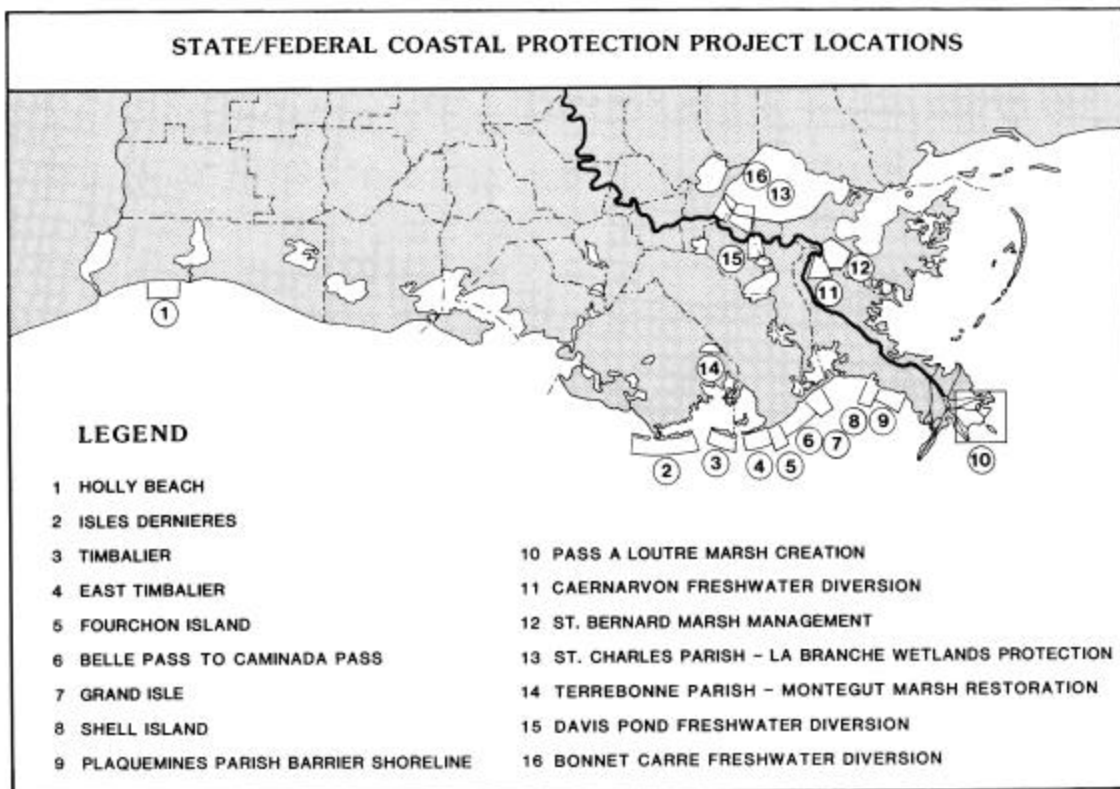 STATE/FEDERAL COASTAL PROTECTION PROJECT LOCATIONS
16
13
15
12
11
1
14
2
3
4
5
6
7
8
9
10
LEGEND
1 HOLLY BEACH
2 ISLES DERNIERES
3 TIMBALIER
4 EAST TIMBALIER
5 FOURCHON ISLAND
6 BELLE PASS TO CAMINADA PASS
7 GRAND ISLE
8 SHELL ISLAND
9 PLAQUEMINES PARISH BARRIER SHORELINE
10 PASS A LOUTRE MARSH CREATION
11 CAERNARVON FRESHWATER DIVERSION
12 ST. BERNARD MARSH MANAGEMENT
13 ST. CHARLES PARISH – LA BRANCHE WETLANDS PROTECTION
14 TERREBONNE PARISH – MONTEGUT MARSH RESTORATION
15 DAVIS POND FRESHWATER DIVERSION
16 BONNET CARRE FRESHWATER DIVERSION